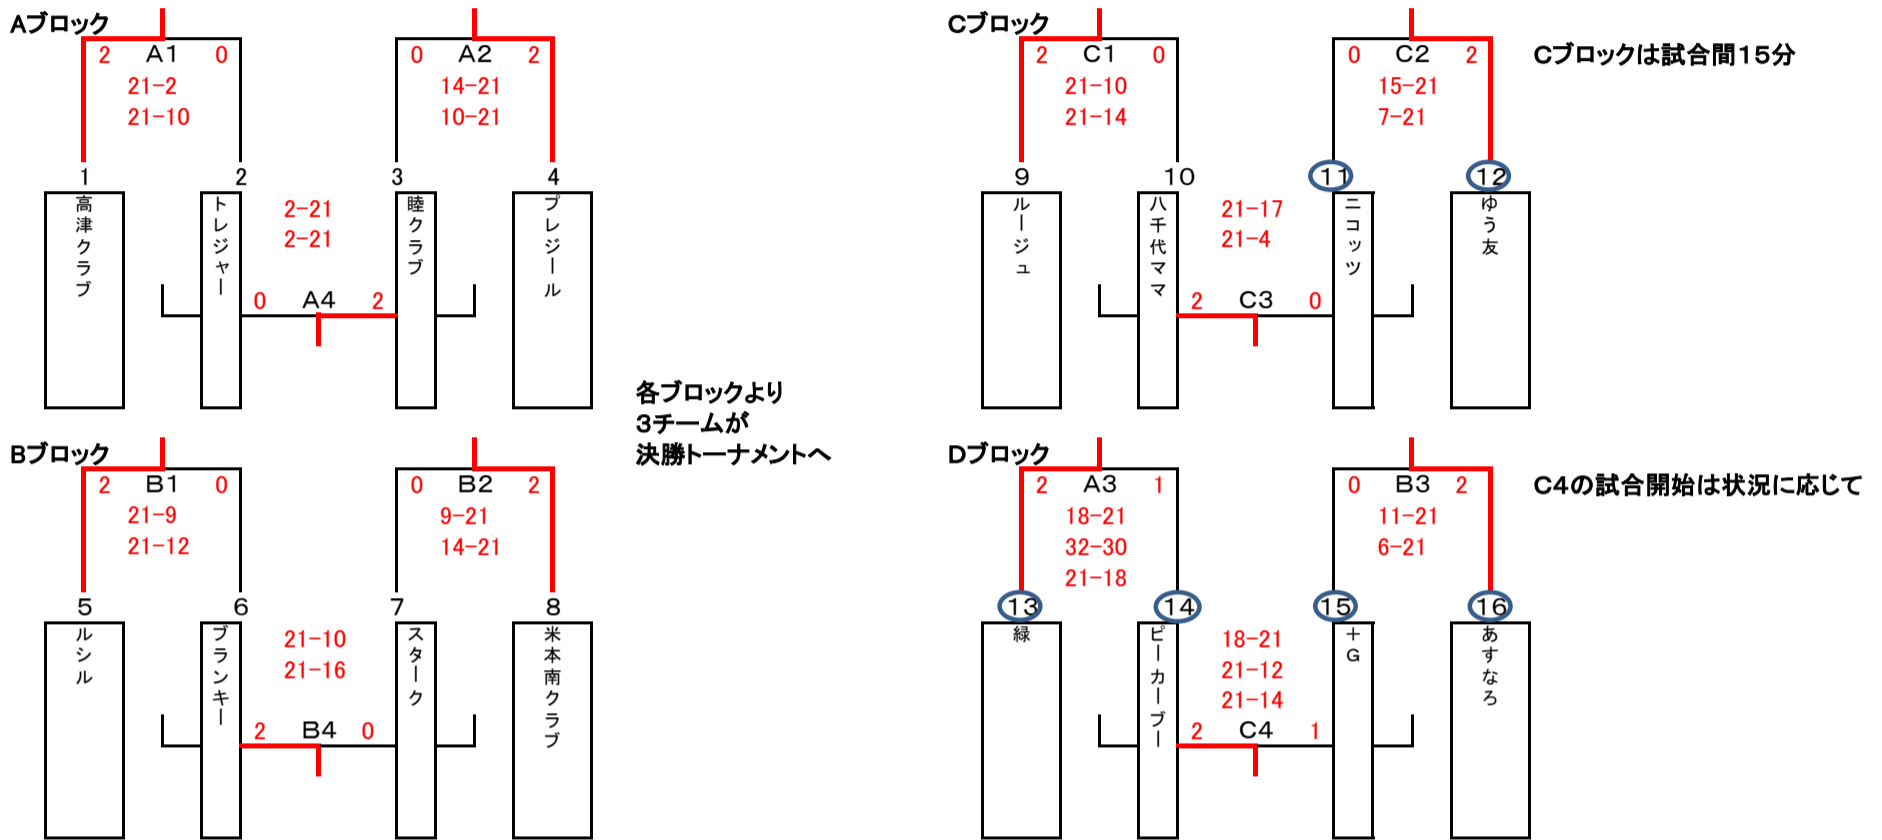 Aブロック
2 A1 0
21-2
21-10
0 A2 2
14-21
10-21
1 2 3 4
高津クラブ
トレジャー
睦クラブ
プレジール
2-21
2-21
0 A4 2
Bブロック
2 B1 0
21-9
21-12
0 B2 2
9-21
14-21
5 6 7 8
ルシル
ブランキー
スターク
米本南クラブ
21-10
21-16
2 B4 0
各ブロックより
3チームが
決勝トーナメントへ
Cブロック
2 C1 0
21-10
21-14
0 C2 2
15-21
7-21
Cブロックは試合間15分
9 10 11 12
ルージュ
八千代ママ
ニコッツ
ゆう友
21-17
21-4
2 C3 0
Dブロック
2 A3 1
18-21
32-30
21-18
0 B3 2
11-21
6-21
C4の試合開始は状況に応じて
13 14 15 16
緑
ピーカーブー
+G
あすなろ
18-21
21-12
21-14
2 C4 1